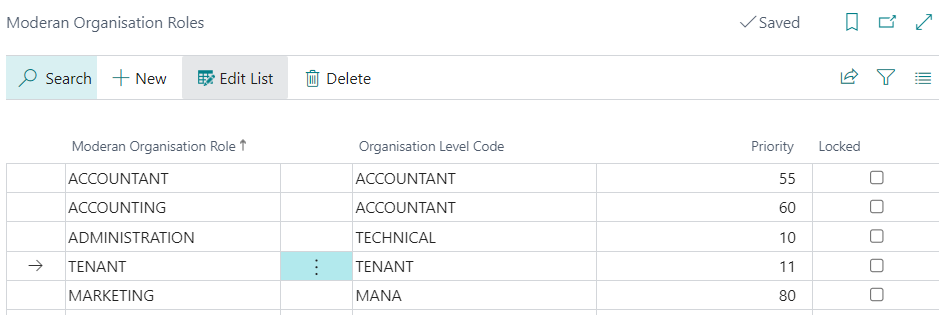 Moderan Organisation Roles
Saved
Search New Edit List Delete
Moderan Organisation Role ↑ Organisation Level Code Priority Locked
ACCOUNTANT ACCOUNTANT 55
ACCOUNTING ACCOUNTANT 60
ADMINISTRATION TECHNICAL 10
TENANT TENANT 11
MARKETING MANA 80